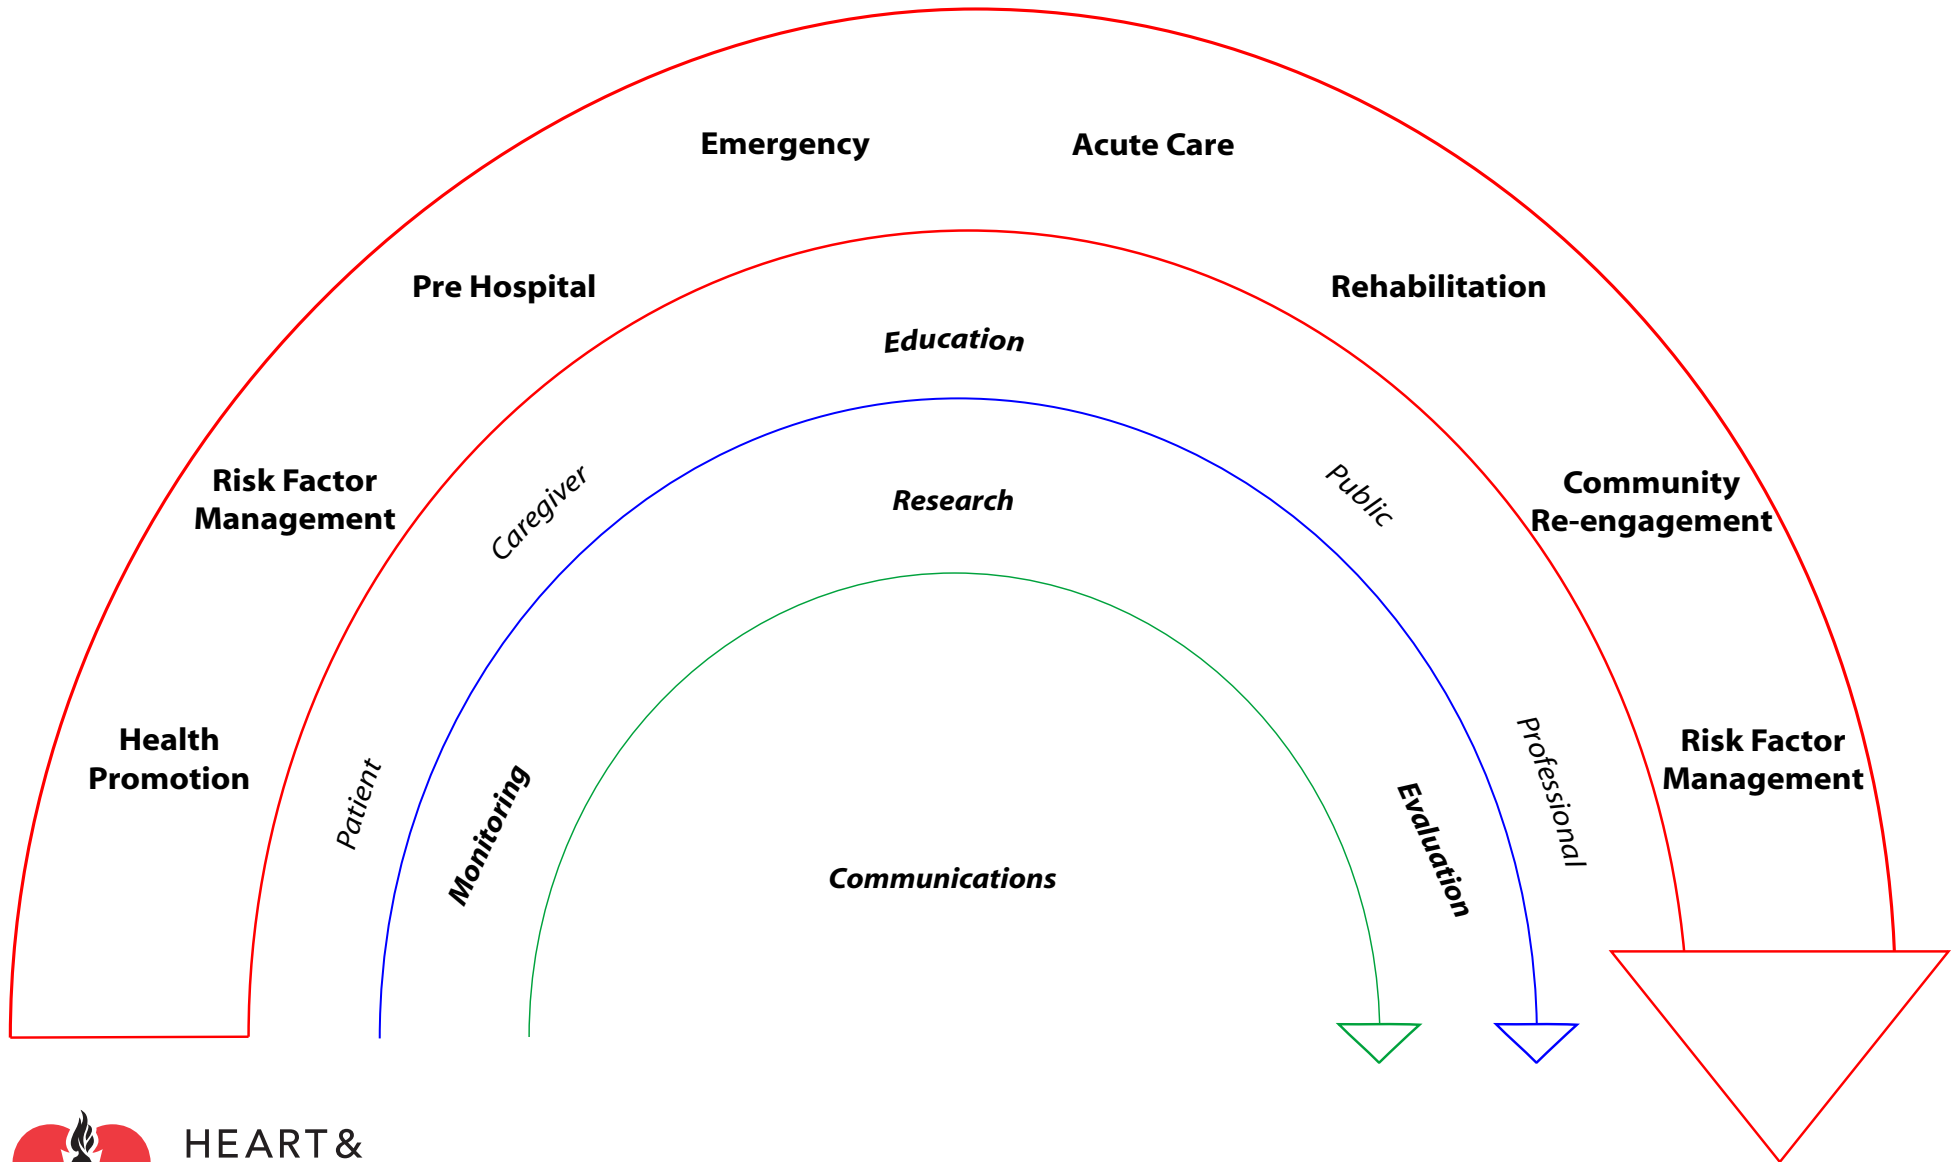 Emergency
Acute Care
Pre Hospital
Rehabilitation
Education
Risk Factor
Management
Caregiver
Research
Public
Community
Re-engagement
Health
Promotion
Patient
Monitoring
Communications
Evaluation
Professional
Risk Factor
Management
HEART &